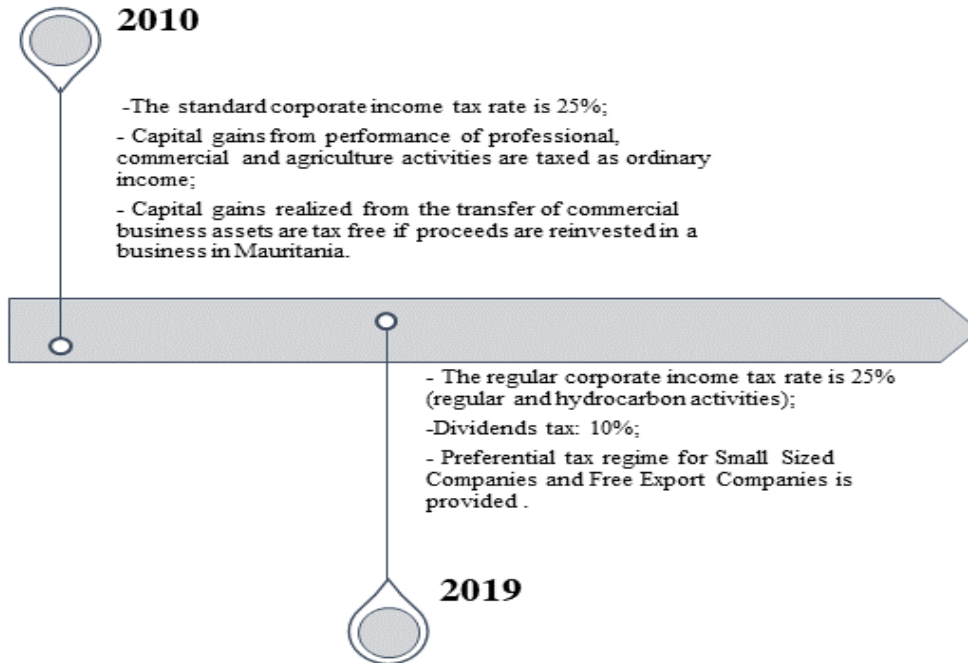 2010
-The standard corporate income tax rate is 25%;
- Capital gains from performance of professional,
commercial and agriculture activities are taxed as ordinary
income;
- Capital gains realized from the transfer of commercial
business assets are tax free if proceeds are reinvested in a
business in Mauritania.
- The regular corporate income tax rate is 25%
(regular and hydrocarbon activities);
-Dividends tax: 10%;
- Preferential tax regime for Small Sized
Companies and Free Export Companies is
provided .
2019